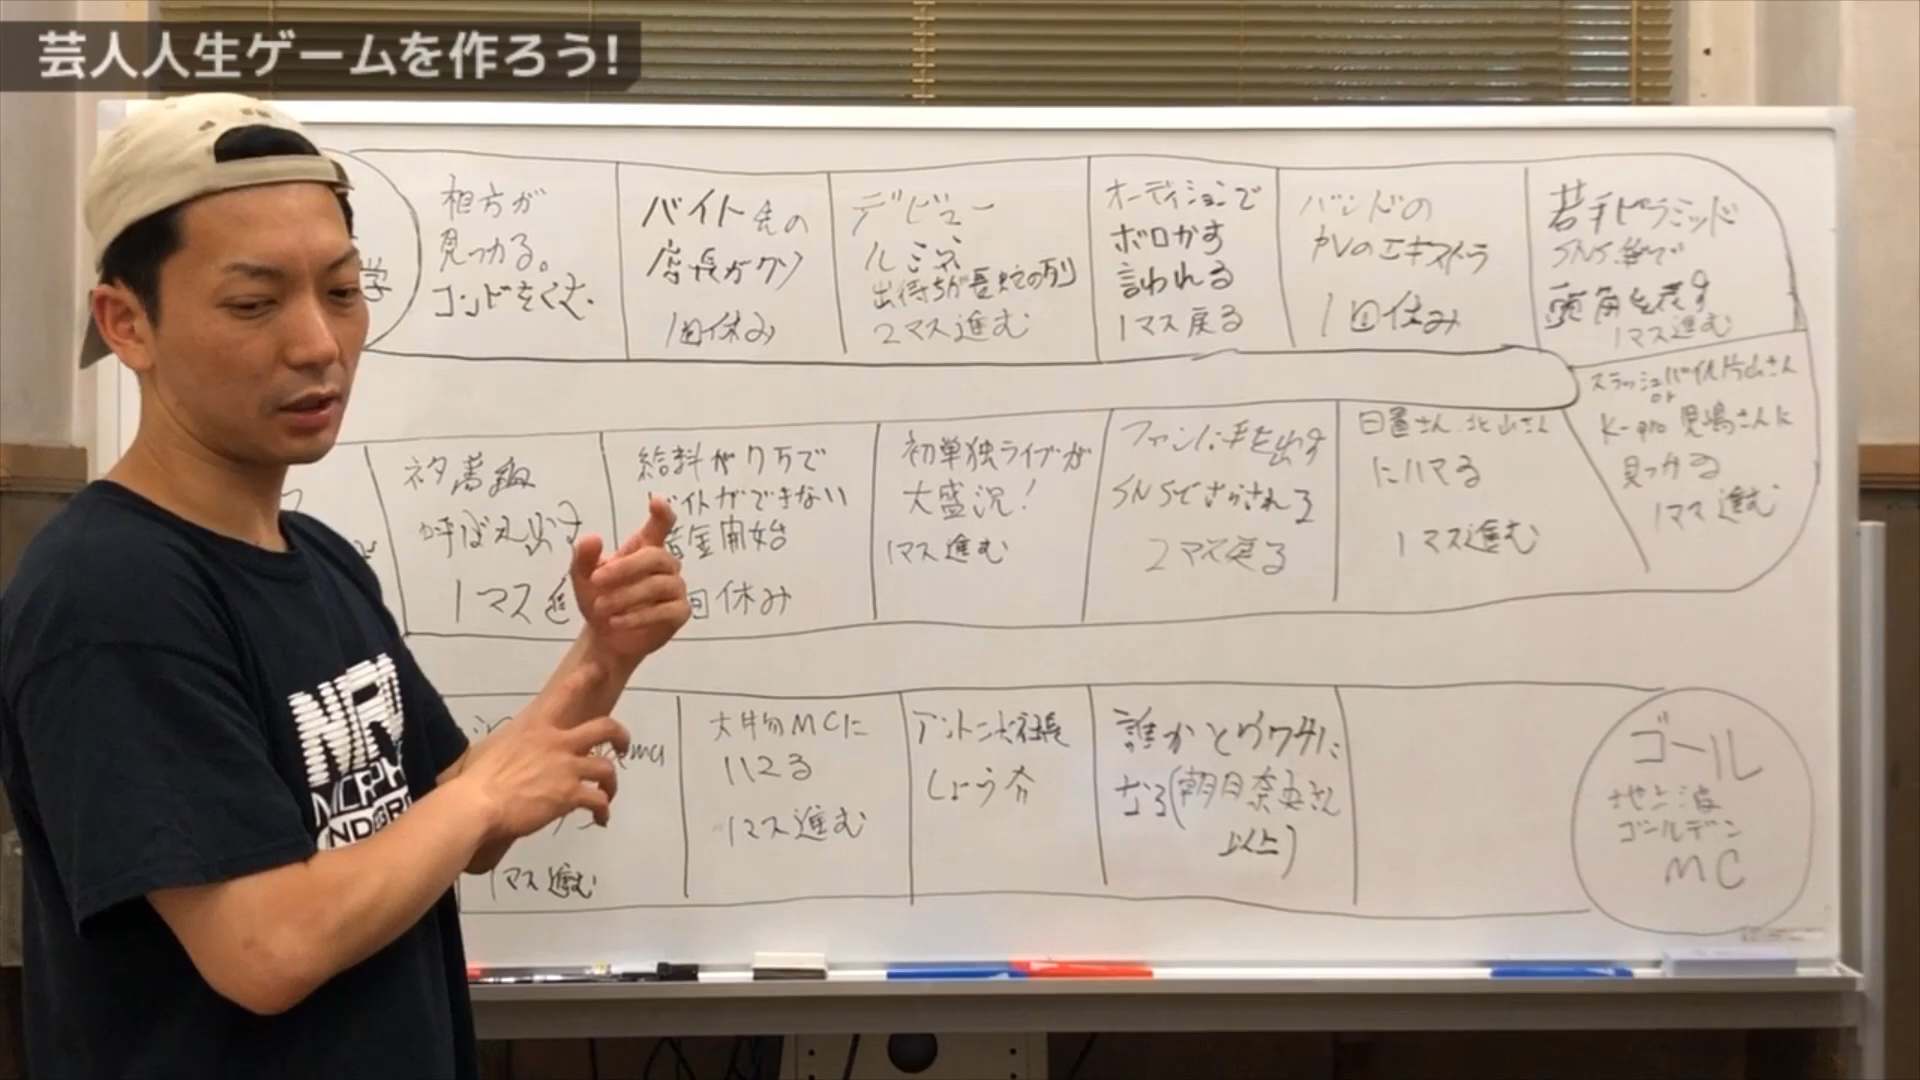 芸人人生ゲームを作ろう!
学
相方が
見つかる。
コンビをくむ.
バイト先の
店長がクソ
1回休み
デビュー
ルミネ
出待ちが長蛇の列
2マス進む
オーディションで
ボロカす
言われる
1マス戻る
バンドの
PVのエキストラ
1回休み
若手ピラミッド
SNS等で
頭角を表す
1マス進む
スラッシュパイル片山さん
or
K-pro 児島さんに
見つかる
1マス進む
日置さん、北山さん
にハマる
1マス進む
ファンに手を出す
SNSでさらされる
2マス戻る
初単独ライブが
大盛況!
1マス進む
給料が7万で
バイトができない
借金開始
回休み
ネタ番組
呼ばれ出す
1マス
1マス進む
大物MCに
ハマる
1マス進む
アントニオ社長
しょう介
誰かとウワサに
なる(朝日奈央さん
以上)
ゴール
地上波
ゴールデン
MC